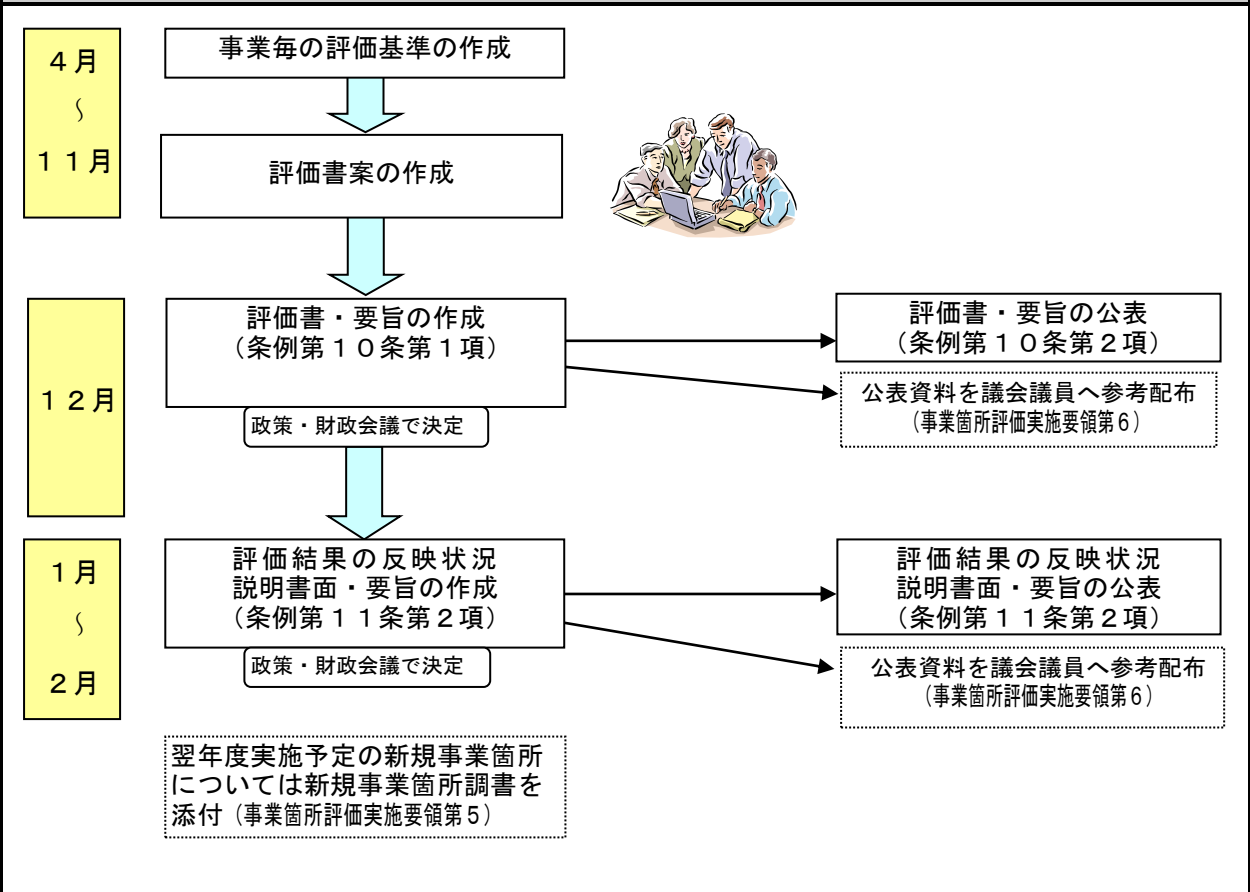 ４月
～
１１月
事業毎の評価基準の作成
評価書案の作成
１２月
評価書・要旨の作成
（条例第１０条第１項）
政策・財政会議で決定
評価書・要旨の公表
（条例第１０条第２項）
公表資料を議会議員へ参考配布
（事業箇所評価実施要領第６）
１月
～
２月
評価結果の反映状況
説明書面・要旨の作成
（条例第１１条第２項）
政策・財政会議で決定
評価結果の反映状況
説明書面・要旨の公表
（条例第１１条第２項）
公表資料を議会議員へ参考配布
（事業箇所評価実施要領第６）
翌年度実施予定の新規事業箇所
については新規事業箇所調書を
添付（事業箇所評価実施要領第５）